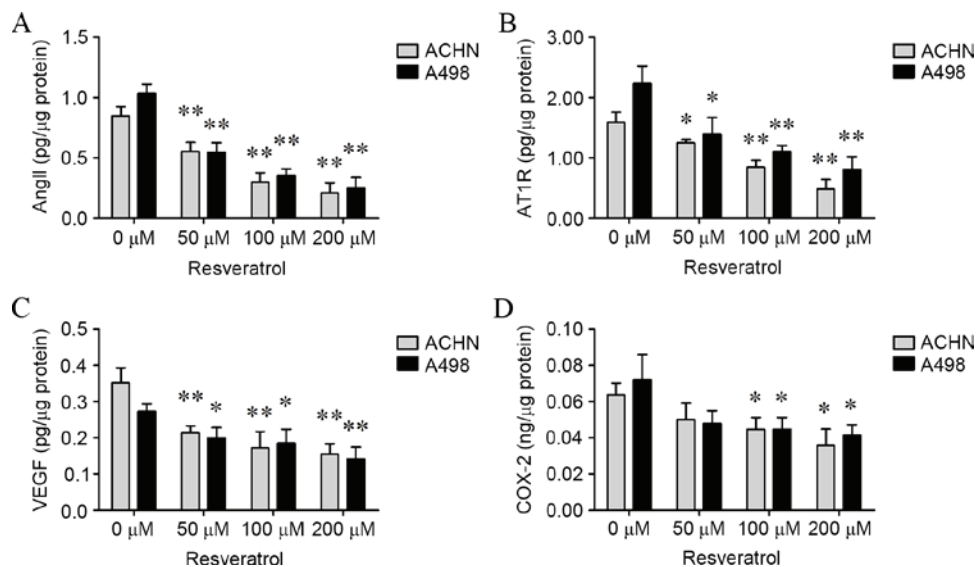 A
AngII (pg/μg protein)
1.5
1.0
0.5
0.0
ACHN
A498
** ** ** ** ** **
0 μM 50 μM 100 μM 200 μM
Resveratrol
B
AT1R (pg/μg protein)
3.00
2.00
1.00
0.00
ACHN
A498
* * ** ** ** **
0 μM 50 μM 100 μM 200 μM
Resveratrol
C
VEGF (pg/μg protein)
0.5
0.4
0.3
0.2
0.1
0.0
ACHN
A498
** * ** * ** **
0 μM 50 μM 100 μM 200 μM
Resveratrol
D
COX-2 (ng/μg protein)
0.10
0.08
0.06
0.04
0.02
0.00
ACHN
A498
* * * *
0 μM 50 μM 100 μM 200 μM
Resveratrol